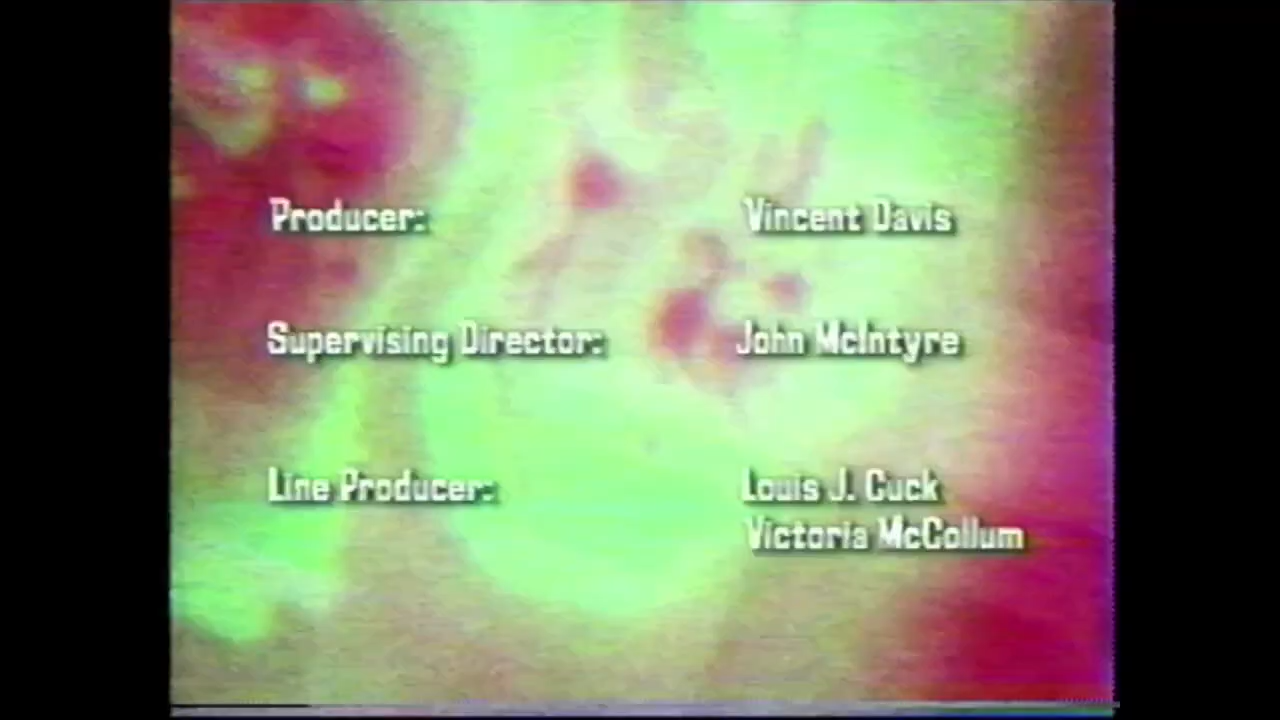 Producer: Vincent Davis
Supervising Director: John McIntyre
Line Producer: Louis J. Cuck
Victoria McCollum